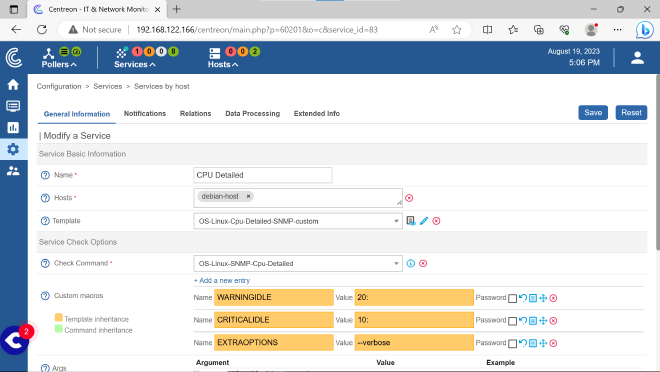 Centreon - IT & Network Monito
Not secure
192.168.122.166/centreon/main.php?p=60201&o=c&service_id=83
Pollers
1 0 0 8
Services
0 0 2
Hosts
August 19, 2023
5:06 PM
Configuration > Services > Services by host
General Information Notifications Relations Data Processing Extended Info Save Reset
| Modify a Service
Service Basic Information
Name * CPU Detailed
Hosts * debian-host ×
Template OS-Linux-Cpu-Detailed-SNMP-custom
Service Check Options
Check Command * OS-Linux-SNMP-Cpu-Detailed
+ Add a new entry
Custom macros Name WARNINGIDLE Value 20: Password
Template inheritance Name CRITICALIDLE Value 10: Password
Command inheritance
Name EXTRAOPTIONS Value --verbose Password
2
Args Argument Value Example